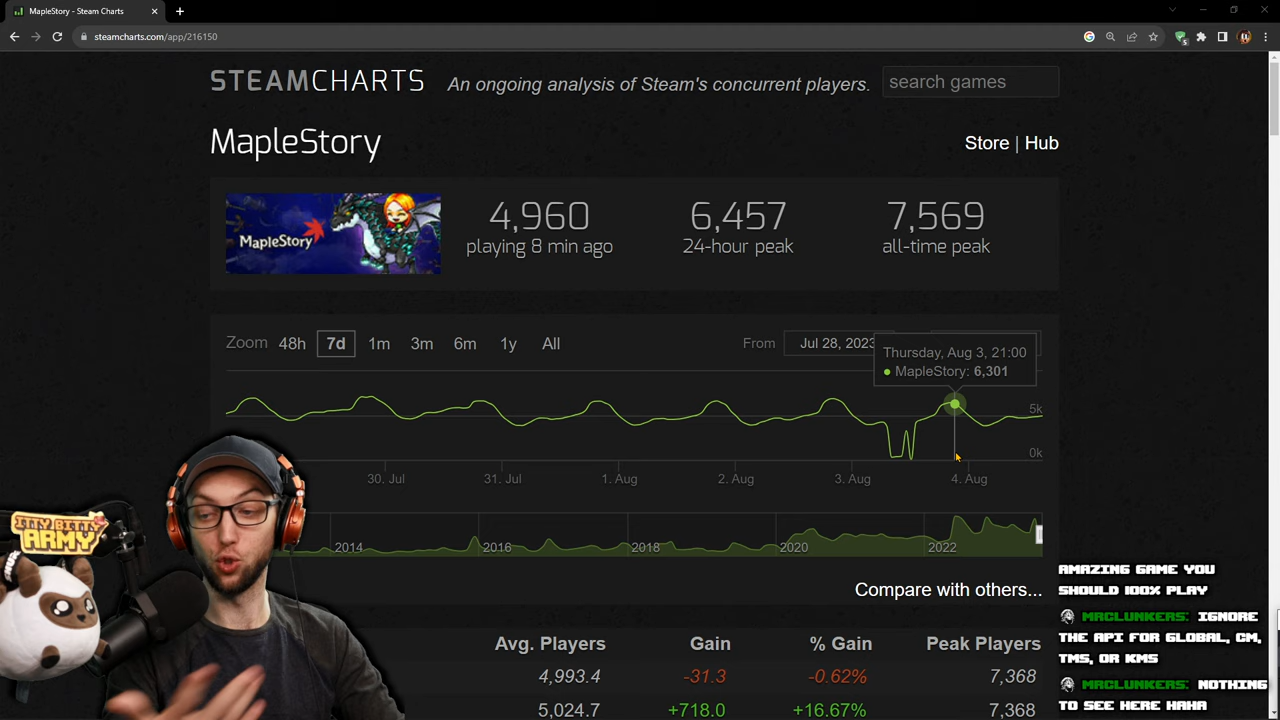 MapleStory - Steam Charts
steamcharts.com/app/216150
STEAMCHARTS
An ongoing analysis of Steam's concurrent players.
search games
MapleStory
Store | Hub
MapleStory
4,960
playing 8 min ago
6,457
24-hour peak
7,569
all-time peak
Zoom 48h 7d 1m 3m 6m 1y All
From Jul 28, 2023
Thursday, Aug 3, 21:00
MapleStory: 6,301
5k
0k
30. Jul 31. Jul 1. Aug 2. Aug 3. Aug 4. Aug
2014 2016 2018 2020 2022
Compare with others...
Avg. Players Gain % Gain Peak Players
4,993.4 -31.3 -0.62% 7,368
5,024.7 +718.0 +16.67% 7,368
ITTY BITTY
ARMY
AMAZING GAME YOU
SHOULD 100% PLAY
MRCLUNKERS: IGNORE
THE API FOR GLOBAL, CM,
TMS, OR KMS
MRCLUNKERS: NOTHING
TO SEE HERE HAHA